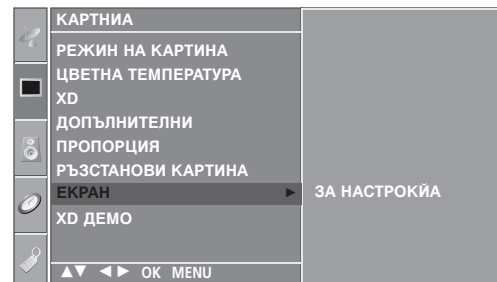 КАРТНИА
РЕЖИН НА КАРТИНА
ЦВЕТНА ТЕМПЕРАТУРА
XD
ДОПЪЛНИТЕЛНИ
ПРОПОРЦИЯ
РЪЗСТАНОВИ КАРТИНА
ЕКРАН ► ЗА НАСТРОКЙА
XD ДЕМО
▲▼ ◄► OK MENU